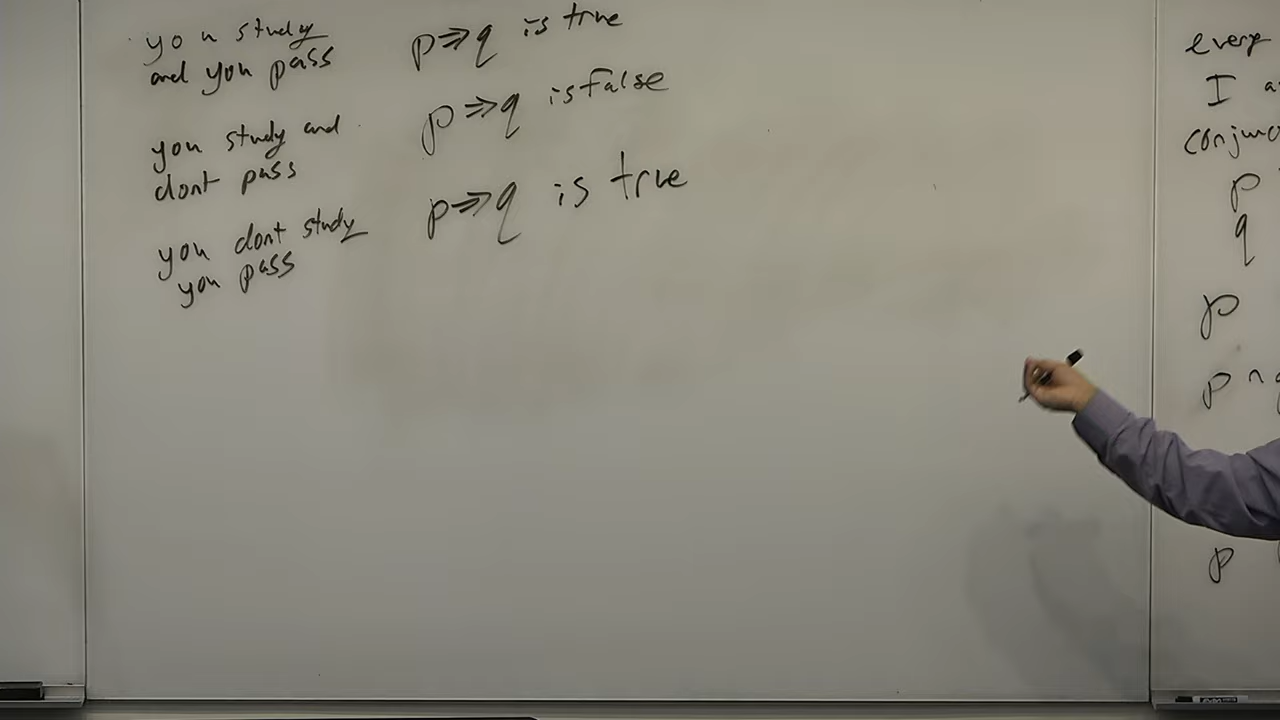 you study
and you pass
p⇒q is true
you study and
dont pass
p⇒q is False
you dont study
you pass
p⇒q is true
every
I
p
q
p
p ∧
p